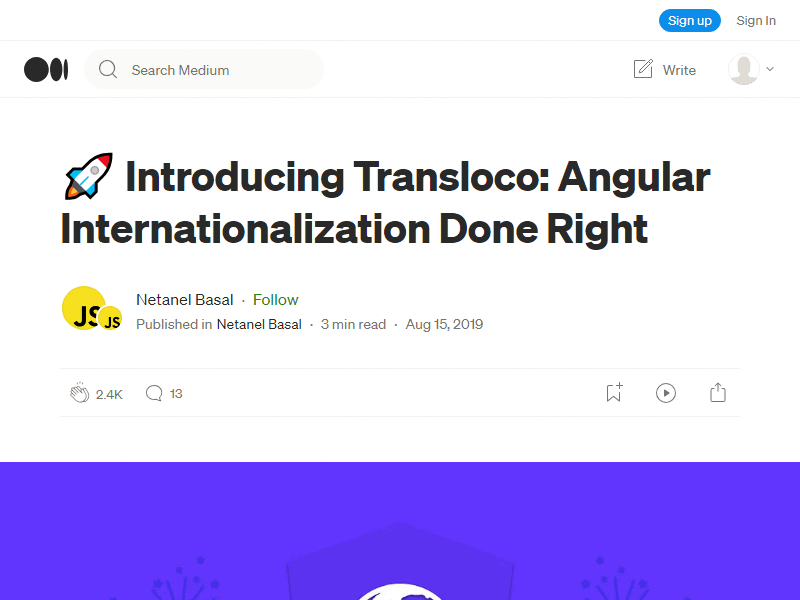 Sign up Sign In
Search Medium Write
🚀 Introducing Transloco: Angular
Internationalization Done Right
Netanel Basal · Follow
Published in Netanel Basal · 3 min read · Aug 15, 2019
JS JS
2.4K 13